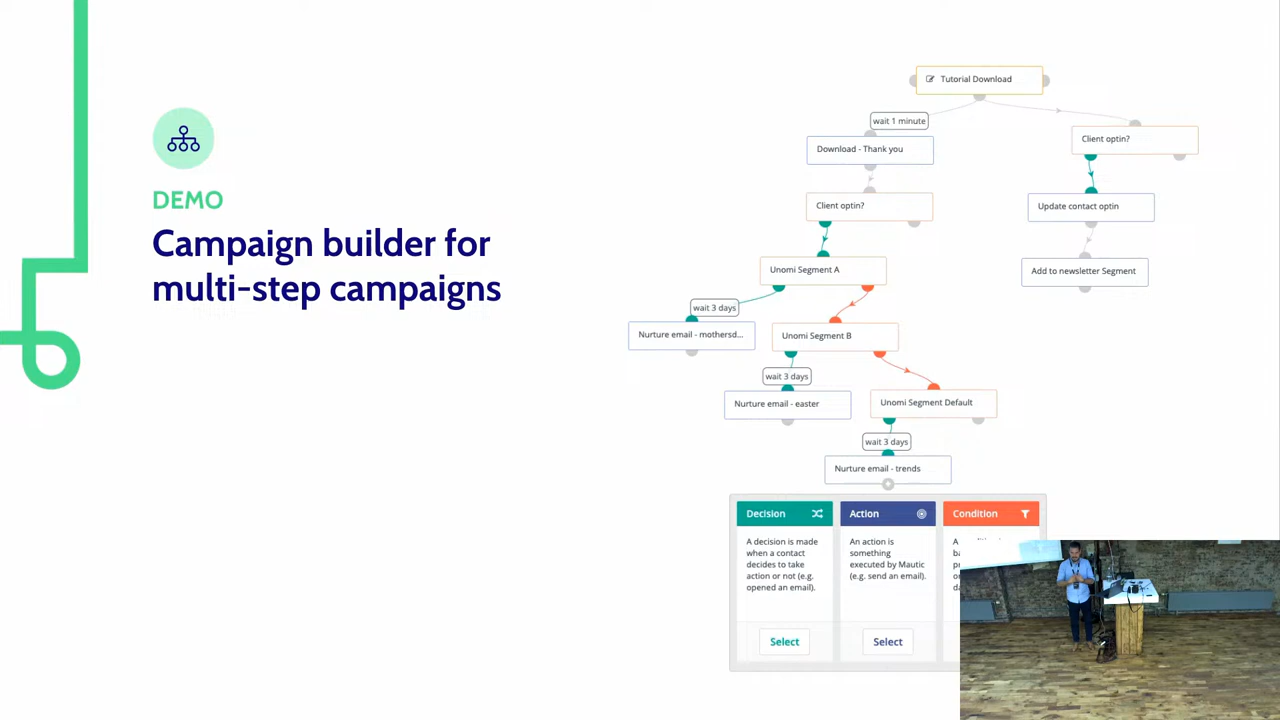 DEMO
Campaign builder for
multi-step campaigns
Tutorial Download
wait 1 minute
Download - Thank you
Client optin?
Client optin?
Update contact optin
Add to newsletter Segment
Unomi Segment A
wait 3 days
Nurture email - mothersd...
Unomi Segment B
wait 3 days
Nurture email - easter
Unomi Segment Default
wait 3 days
Nurture email - trends
Decision
A decision is made
when a contact
decides to take
action or not (e.g.
opened an email).
Select
Action
An action is
something
executed by Mautic
(e.g. send an email).
Select
Condition